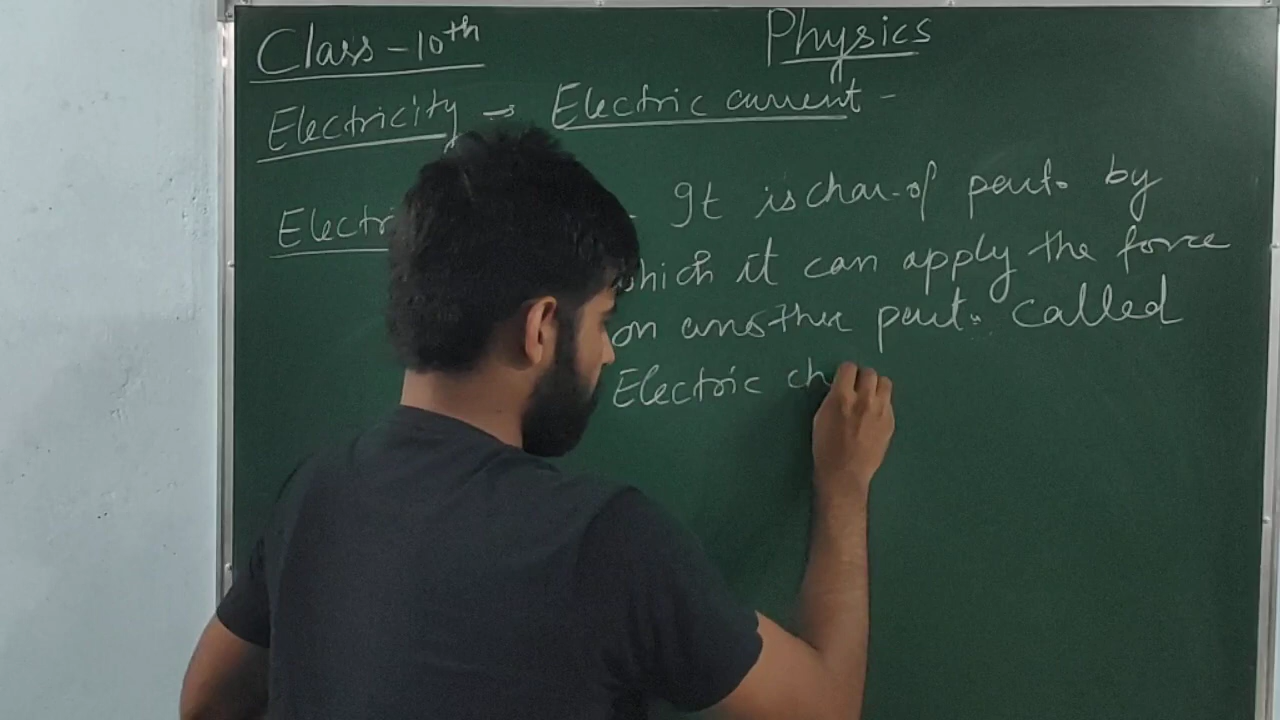 Class - 10th Physics
Electricity → Electric current -
Electri - It is char. of part. by
which it can apply the force
on another part. called
Electric ch